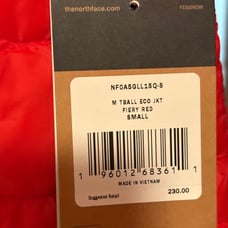 thenorthface.com
NF0A5GLL15Q-S
M TBALL ECO JKT
FIERY RED
SMALL
1 96012 68361 1
MADE IN VIETNAM
Suggested Retail
230.00